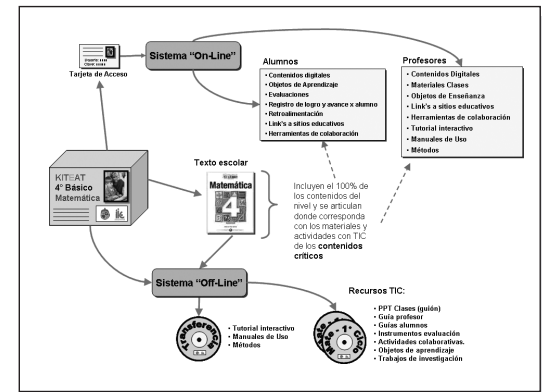 Sistema "On-Line"
Tarjeta de Acceso
Alumnos
• Contenidos digitales
• Objetos de Aprendizaje
• Evaluaciones
• Registro de logro y avance x alumno
• Retroalimentación
• Link's a sitios educativos
• Herramientas de colaboración
Profesores
• Contenidos Digitales
• Materiales Clases
• Objetos de Enseñanza
• Link's a sitios educativos
• Herramientas de colaboración
• Tutorial interactivo
• Manuales de Uso
• Métodos
KITEAT
4° Básico
Matemática
Texto escolar
Matemática
4
Incluyen el 100% de
los contenidos del
nivel y se articulan
donde corresponda
con los materiales y
actividades con TIC
de los contenidos
críticos
Sistema "Off-Line"
Transferencia
• Tutorial interactivo
• Manuales de Uso
• Métodos
Mate - 1° Ciclo
Recursos TIC:
• PPT Clases (guión)
• Guía profesor
• Guías alumnos
• Instrumentos evaluación
• Actividades colaborativas.
• Objetos de aprendizaje
• Trabajos de investigación